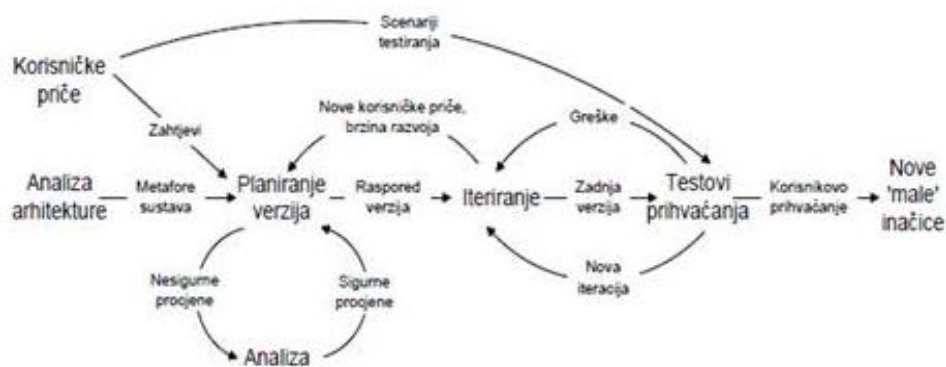 Scenariji
testiranja
Korisničke
priče
Nove korisničke priče,
brzina razvoja
Greške
Zahtjevi
Analiza
arhitekture
Metafore
sustava
Planiranje
verzija
Raspored
verzija
Iteriranje
Zadnja
verzija
Testovi
prihvaćanja
Korisnikovo
prihvaćanje
Nove
'male'
inačice
Nesigurne
procjene
Sigurne
procjene
Nova
iteracija
Analiza